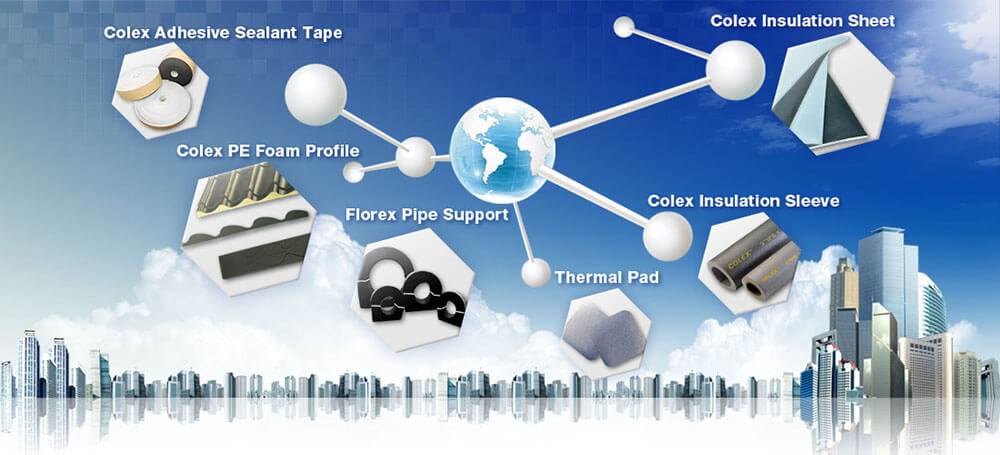 Colex Adhesive Sealant Tape
Colex Insulation Sheet
Colex PE Foam Profile
Florex Pipe Support
Colex Insulation Sleeve
Thermal Pad
COLEX